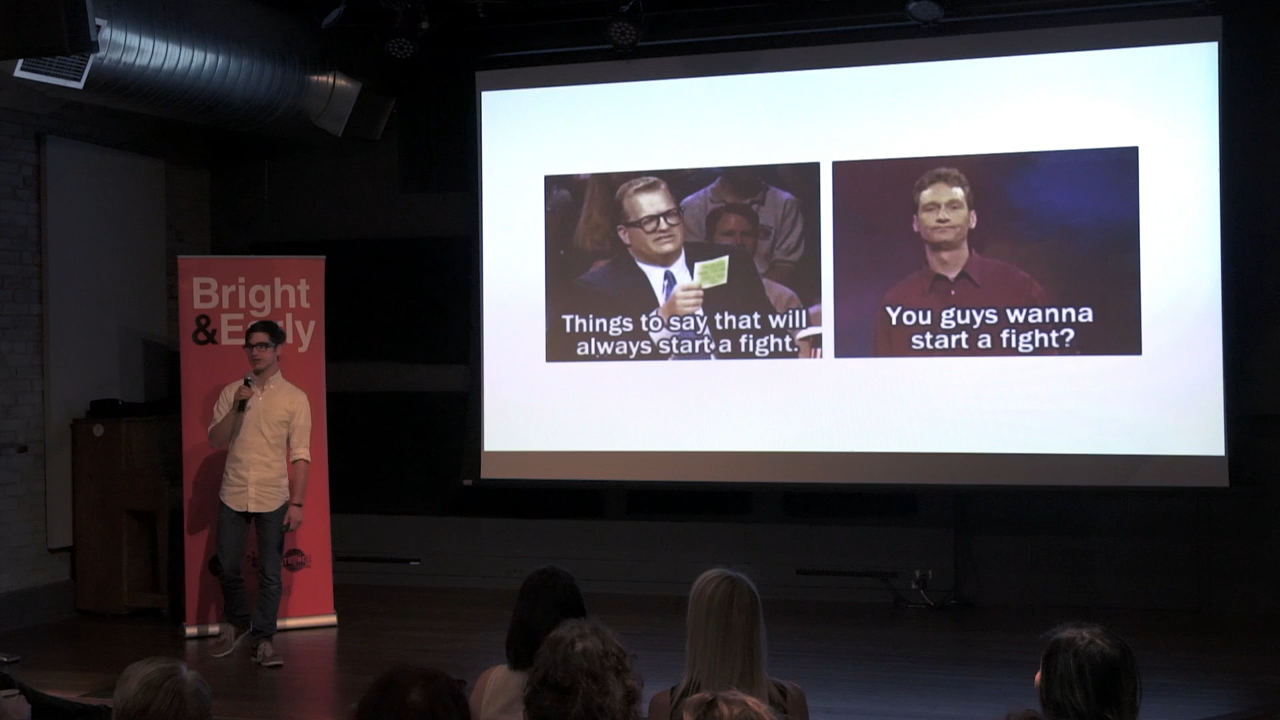 Bright
&Early
Things to say that will
always start a fight.
You guys wanna
start a fight?